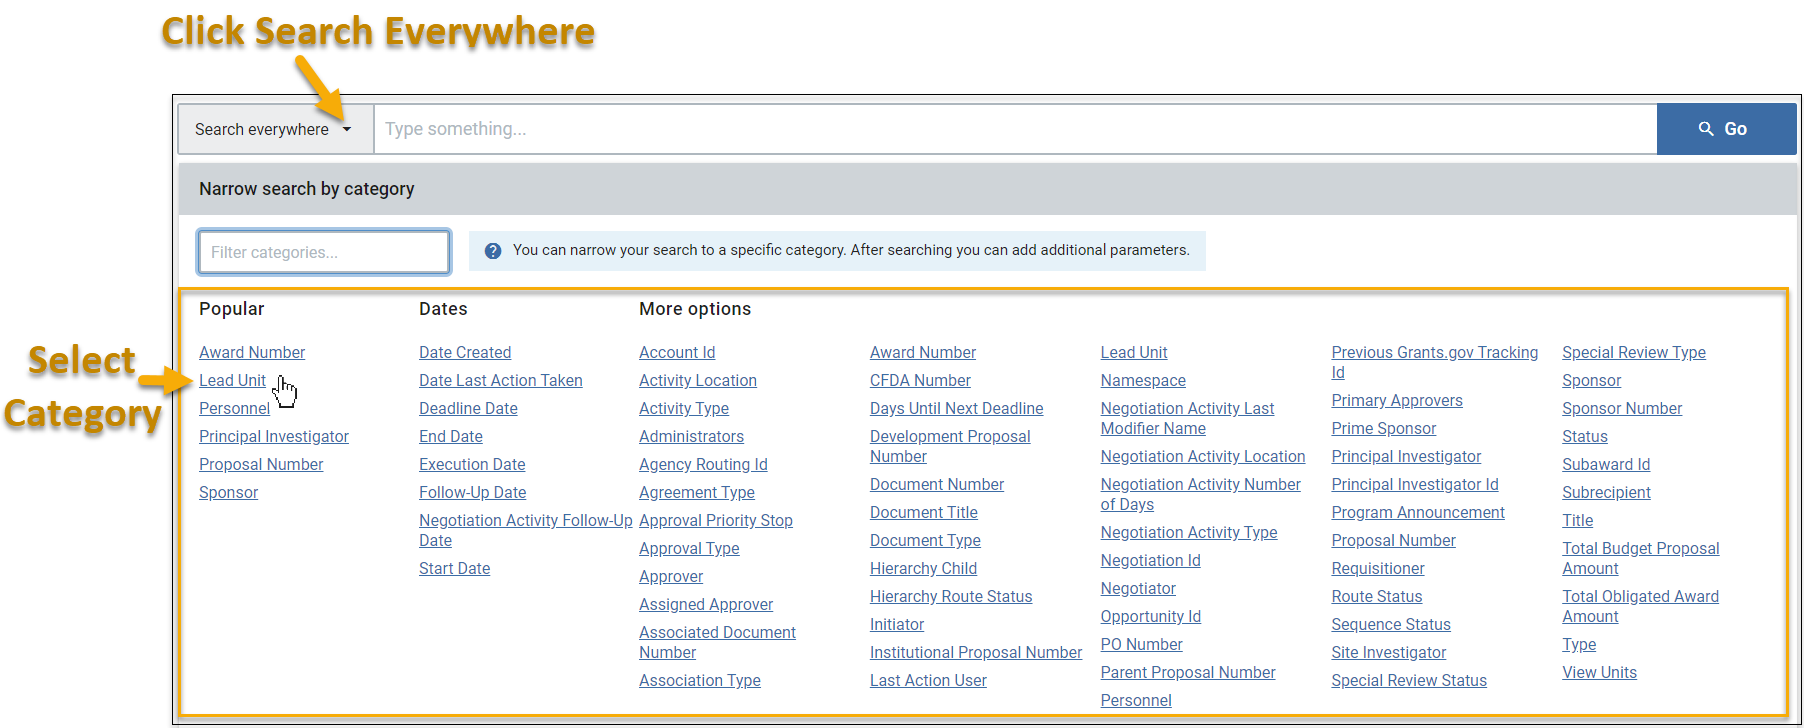 Click Search Everywhere
Search everywhere
Type something...
Go
Narrow search by category
Filter categories...
You can narrow your search to a specific category. After searching you can add additional parameters.
Select
Category
Popular
Award Number
Lead Unit
Personnel
Principal Investigator
Proposal Number
Sponsor
Dates
Date Created
Date Last Action Taken
Deadline Date
End Date
Execution Date
Follow-Up Date
Negotiation Activity Follow-Up
Date
Start Date
More options
Account Id
Activity Location
Activity Type
Administrators
Agency Routing Id
Agreement Type
Approval Priority Stop
Approval Type
Approver
Assigned Approver
Associated Document
Number
Association Type
Award Number
CFDA Number
Days Until Next Deadline
Development Proposal
Number
Document Number
Document Title
Document Type
Hierarchy Child
Hierarchy Route Status
Initiator
Institutional Proposal Number
Last Action User
Lead Unit
Namespace
Negotiation Activity Last
Modifier Name
Negotiation Activity Location
Negotiation Activity Number
of Days
Negotiation Activity Type
Negotiation Id
Negotiator
Opportunity Id
PO Number
Parent Proposal Number
Personnel
Previous Grants.gov Tracking
Id
Primary Approvers
Prime Sponsor
Principal Investigator
Principal Investigator Id
Program Announcement
Proposal Number
Requisitioner
Route Status
Sequence Status
Site Investigator
Special Review Status
Special Review Type
Sponsor
Sponsor Number
Status
Subaward Id
Subrecipient
Title
Total Budget Proposal
Amount
Total Obligated Award
Amount
Type
View Units